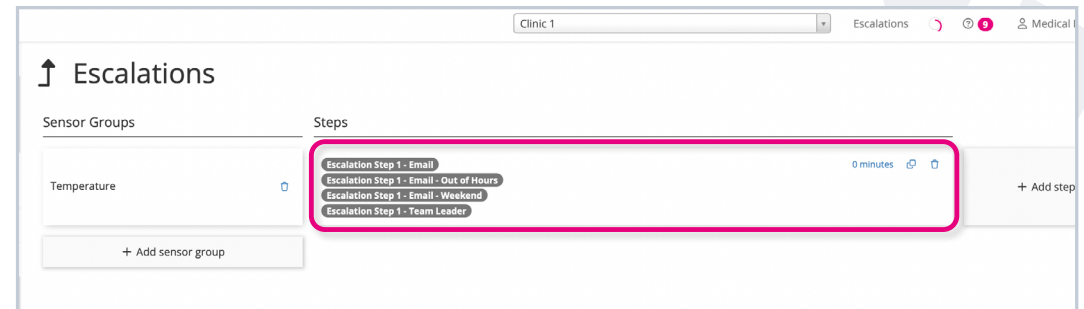 Clinic 1
Escalations
9
Medical
Escalations
Sensor Groups
Steps
Temperature
Escalation Step 1 - Email
Escalation Step 1 - Email - Out of Hours
Escalation Step 1 - Email - Weekend
Escalation Step 1 - Team Leader
0 minutes
+ Add step
+ Add sensor group